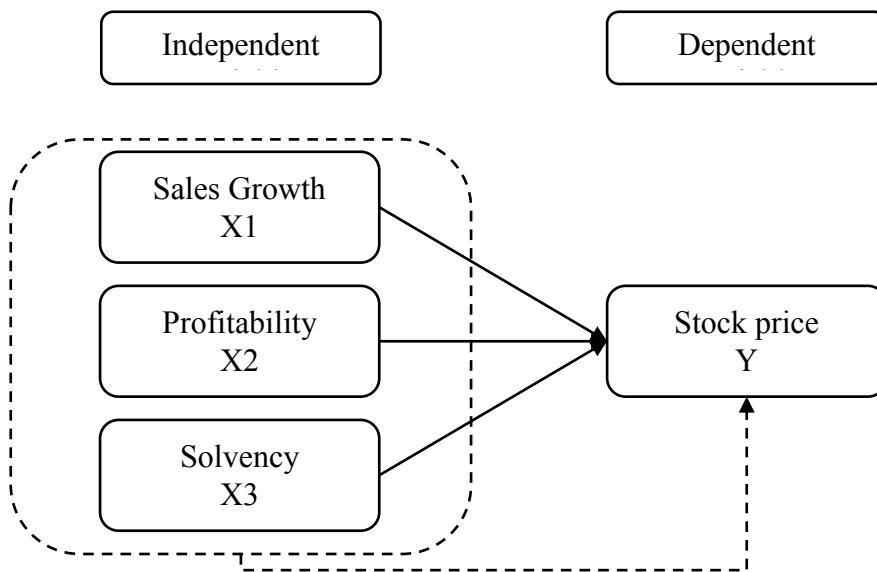 Independent
Dependent
Sales Growth
X1
Profitability
X2
Solvency
X3
Stock price
Y